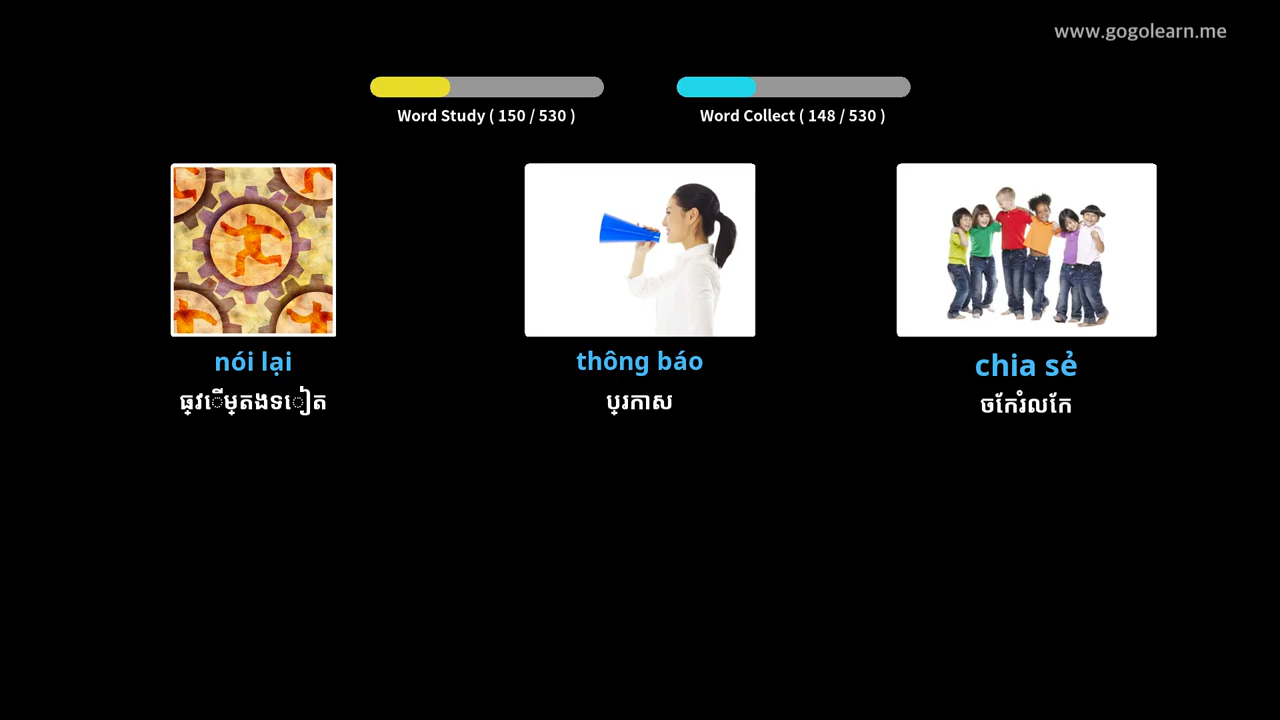 www.gogolearn.me
Word Study ( 150 / 530 )
Word Collect ( 148 / 530 )
nói lại
thông báo
chia sẻ
ធ្វើម្តងទៀត
ប្រកាស
ចែករំលែក